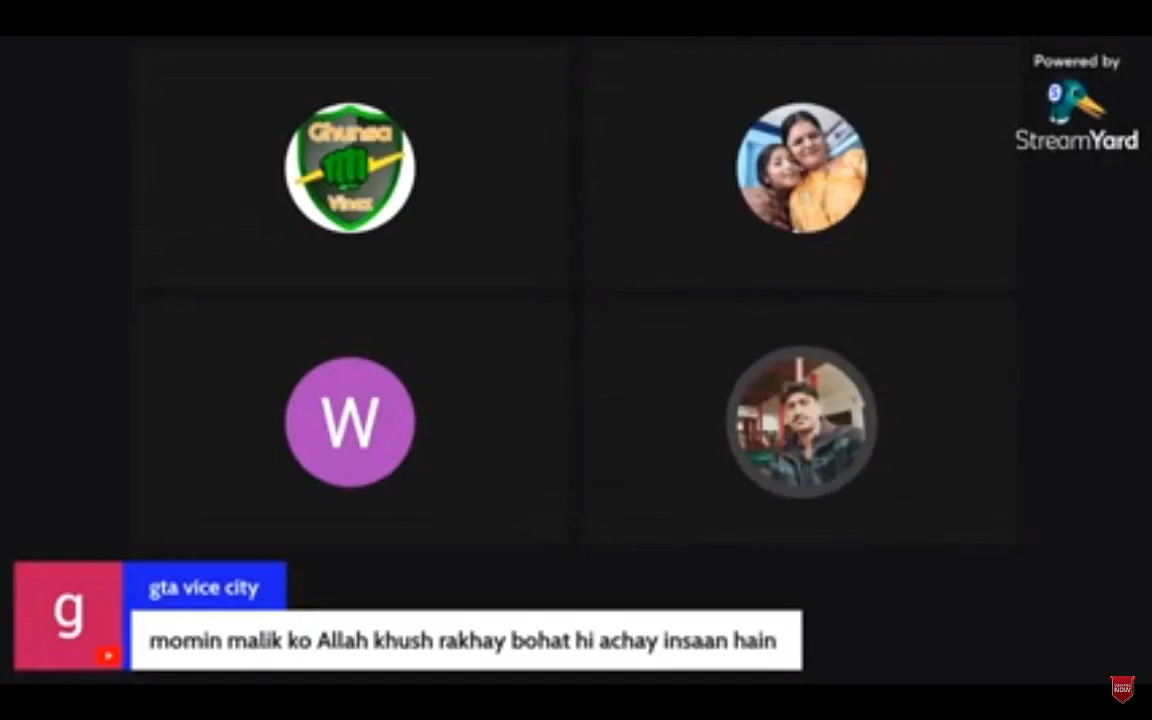 Powered by
StreamYard
Ghunsa
Vines
W
g
gta vice city
momin malik ko Allah khush rakhay bohat hi achay insaan hain
NOW